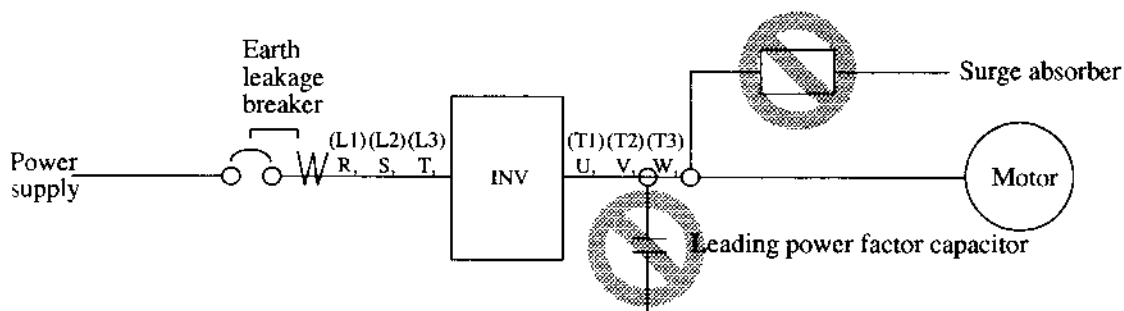 Earth
leakage
breaker
Surge absorber
(L1) (L2) (L3)
R, S, T,
(T1) (T2) (T3)
U, V, W,
Power
supply
INV
Motor
Leading power factor capacitor